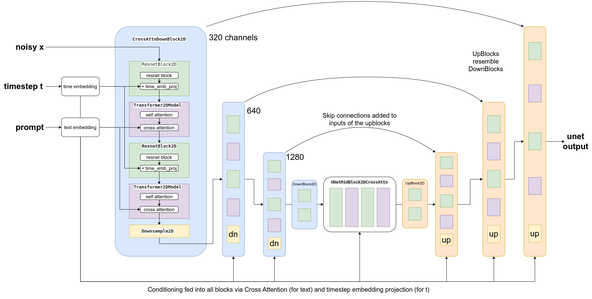 CrossAttnDownBlock2D
320 channels
noisy x
ResnetBlock2D
resnet block
+ time_emb_proj
timestep t
time embedding
Transformer2DModel
self attention
cross attention
prompt
text embedding
ResnetBlock2D
resnet block
+ time_emb_proj
Transformer2DModel
self attention
cross attention
Downsample2D
640
dn
1280
dn
DownBlock2D
UNetMidBlock2DCrossAttn
UpBlock2D
Skip connections added to
inputs of the upblocks
up
up
up
UpBlocks
resemble
DownBlocks
unet
output
Conditioning fed into all blocks via Cross Attention (for text) and timestep embedding projection (for t)